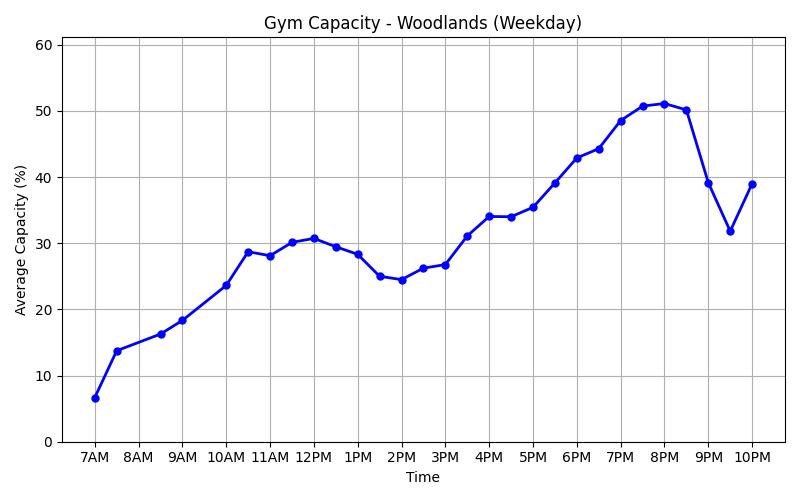 Gym Capacity - Woodlands (Weekday)
60
50
40
30
20
10
0
Average Capacity (%)
7AM 8AM 9AM 10AM 11AM 12PM 1PM 2PM 3PM 4PM 5PM 6PM 7PM 8PM 9PM 10PM
Time